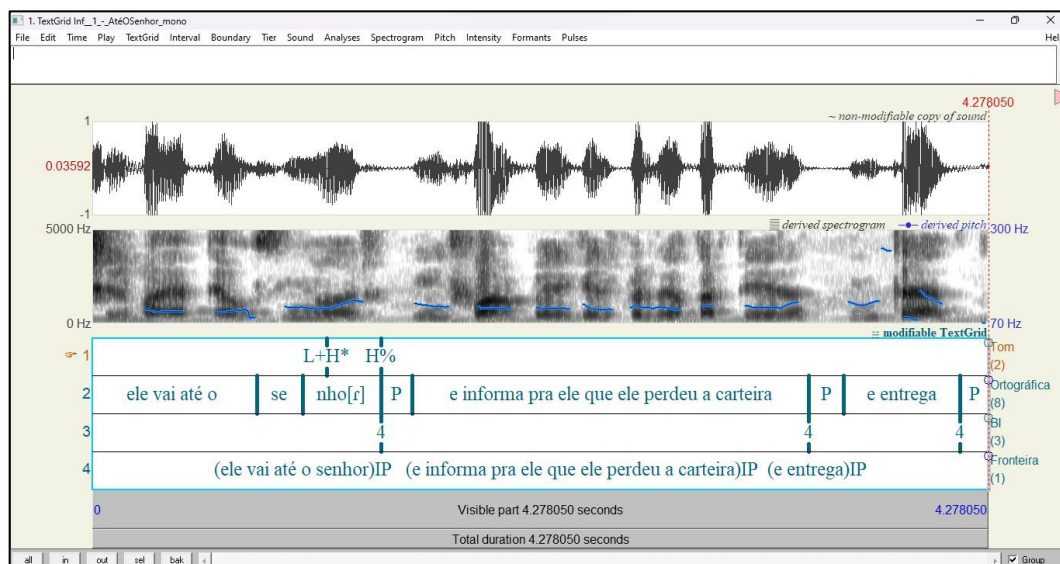 1. TextGrid Inf__1_-_AtéOSenhor_mono
File Edit Time Play TextGrid Interval Boundary Tier Sound Analyses Spectrogram Pitch Intensity Formants Pulses Hel
4.278050
~ non-modifiable copy of sound
1
0.03592
-1
derived spectrogram derived pitch
5000 Hz 300 Hz
0 Hz 70 Hz
modifiable TextGrid
1 L+H* H% Tom (2)
2 ele vai até o se nho[ɾ] P e informa pra ele que ele perdeu a carteira P e entrega P Ortográfica (8)
3 4 4 4 BI (3)
4 (ele vai até o senhor)IP (e informa pra ele que ele perdeu a carteira)IP (e entrega)IP Fronteira (1)
0 Visible part 4.278050 seconds 4.278050
Total duration 4.278050 seconds
all in out sel bak Group